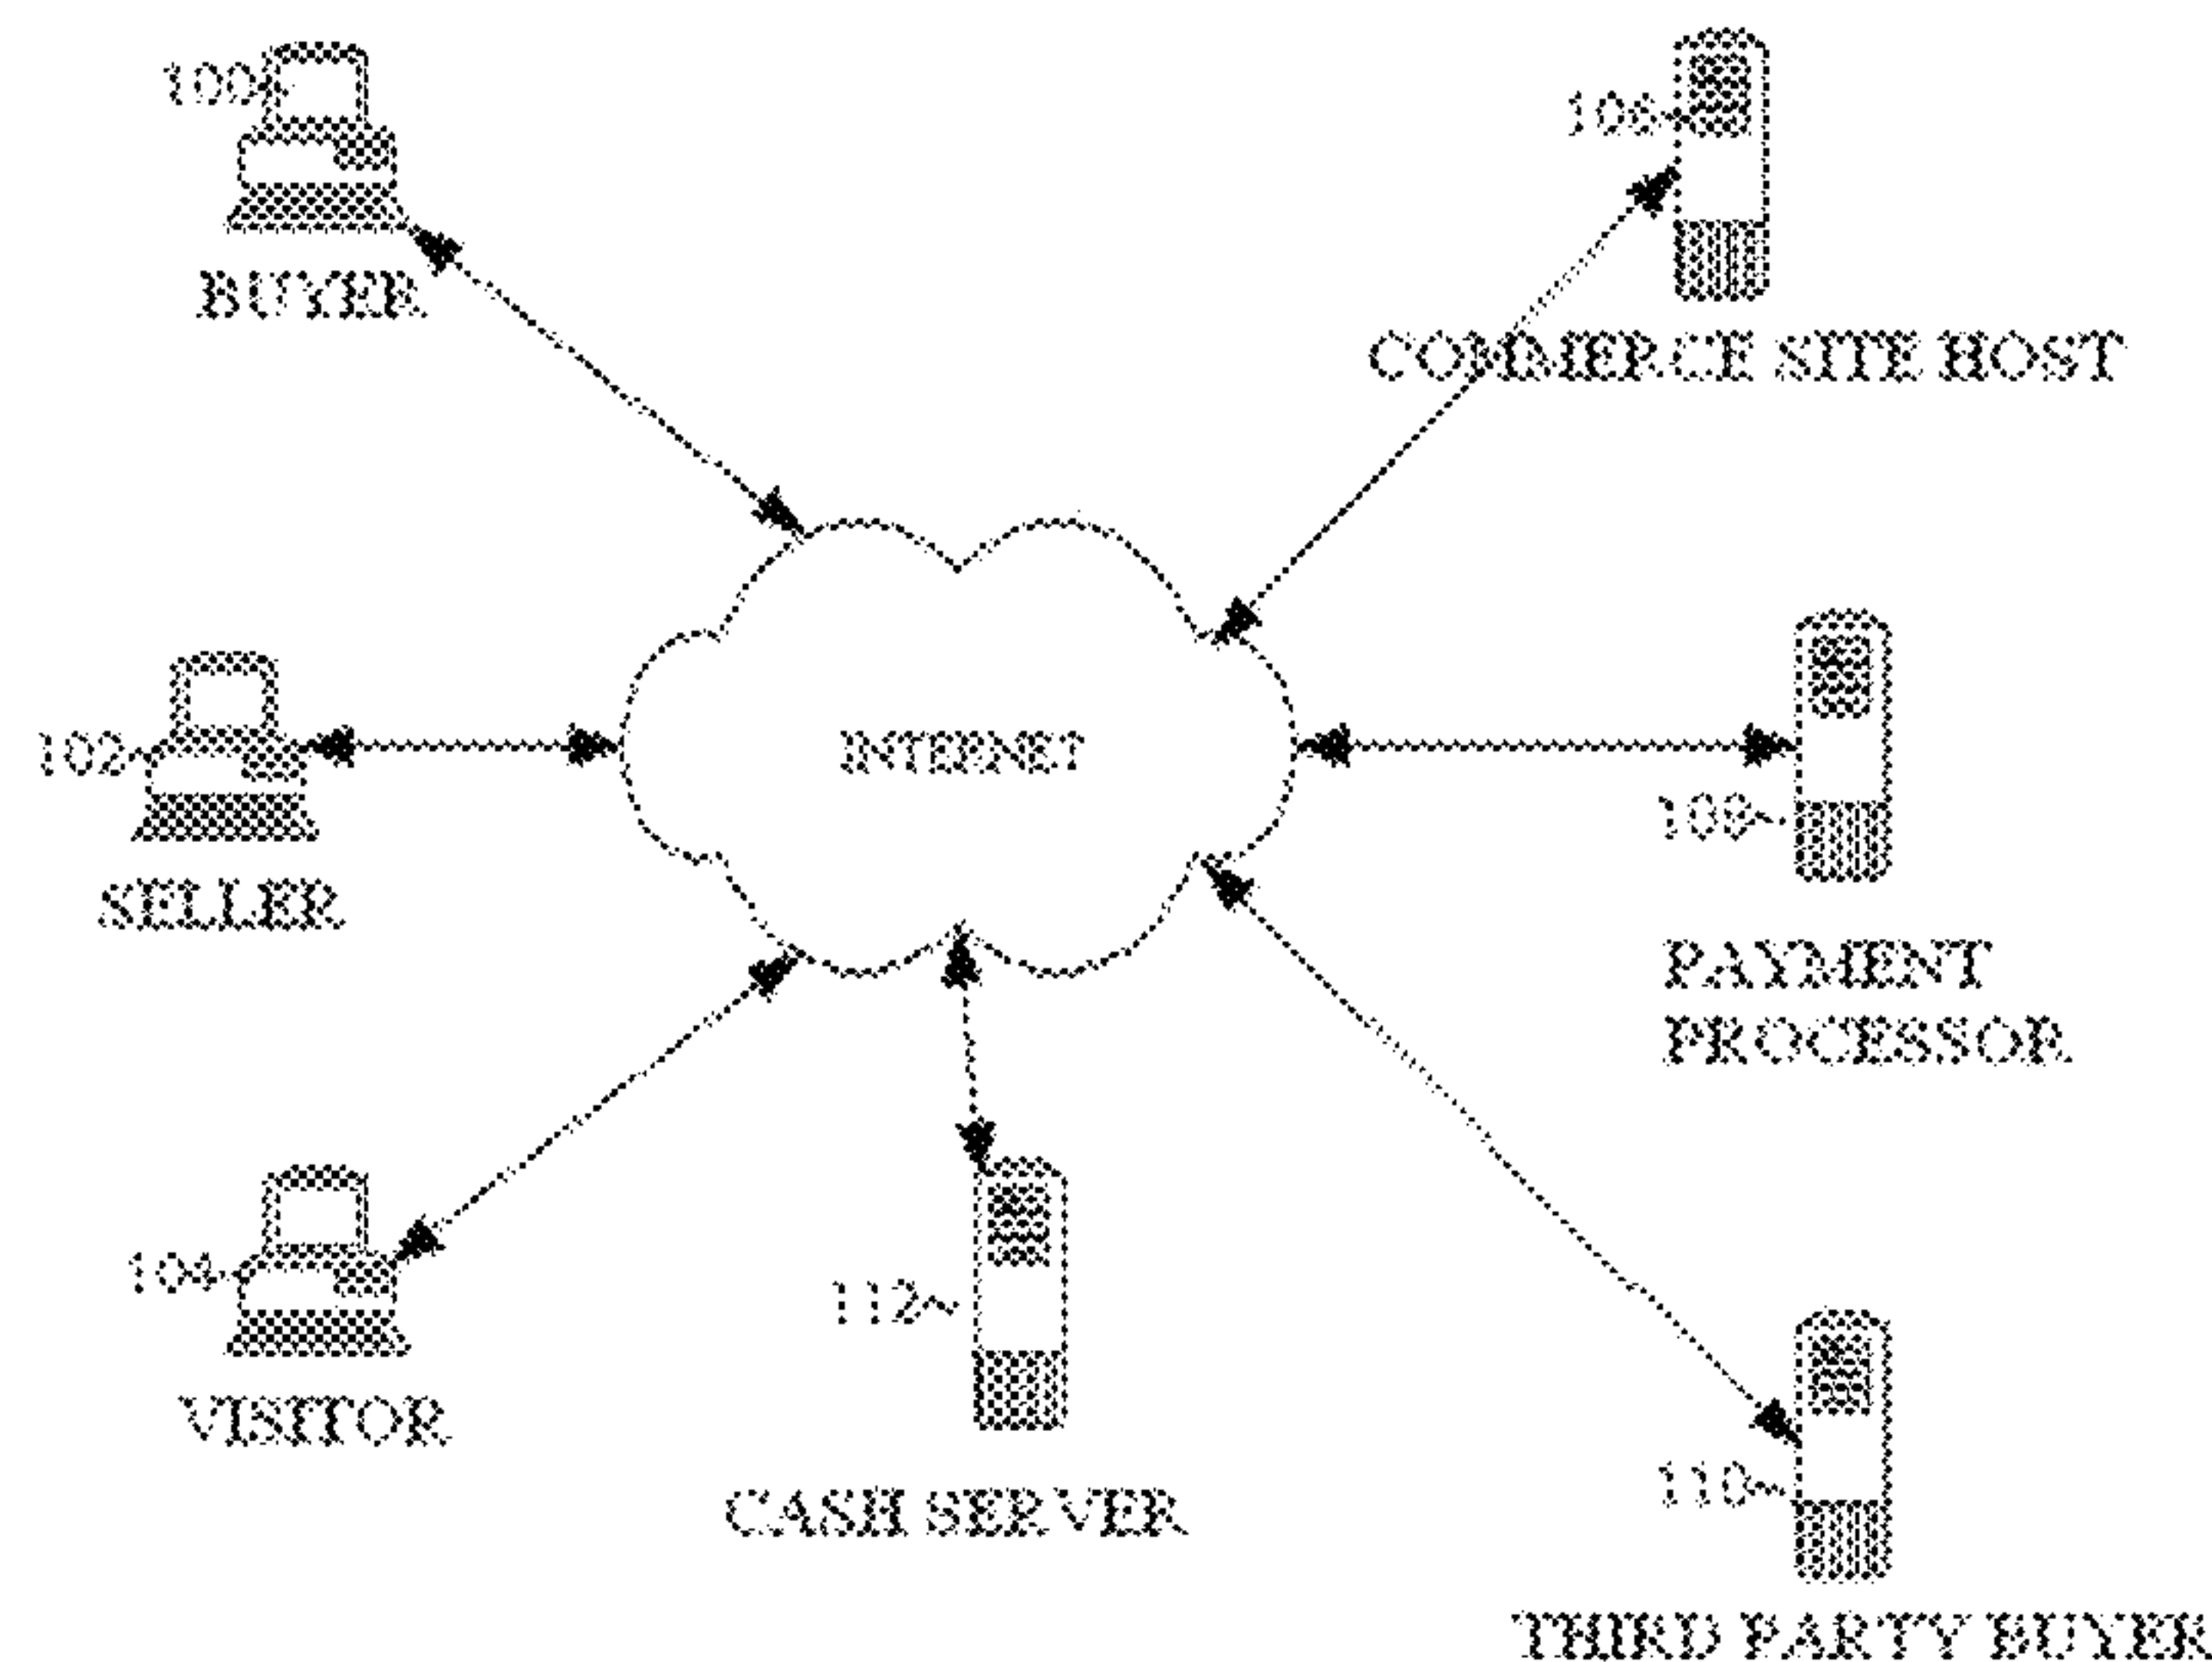 100
BUYER
106
COMMERCE SITE HOST
102
SELLER
INTERNET
108
PAYMENT
PROCESSOR
104
VISITOR
112
CASH SERVER
110
THIRD PARTY BUYER